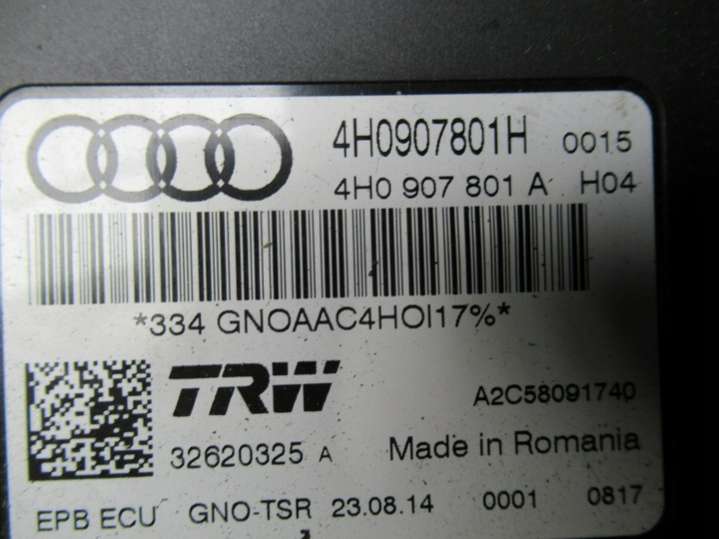 4H0907801H 0015
4H0 907 801 A H04
*334 GNOAAC4HOI17%*
TRW
A2C58091740
32620325 A Made in Romania
EPB ECU GNO-TSR 23.08.14 0001 0817